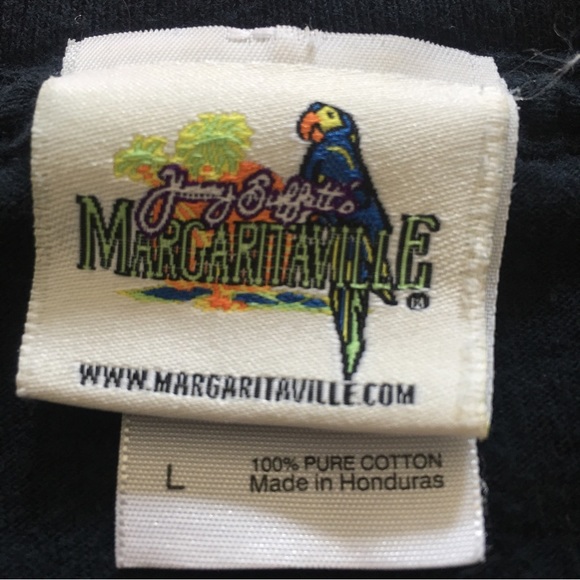 Jimmy Buffett's
MARGARITAVILLE®
WWW.MARGARITAVILLE.COM
L
100% PURE COTTON
Made in Honduras